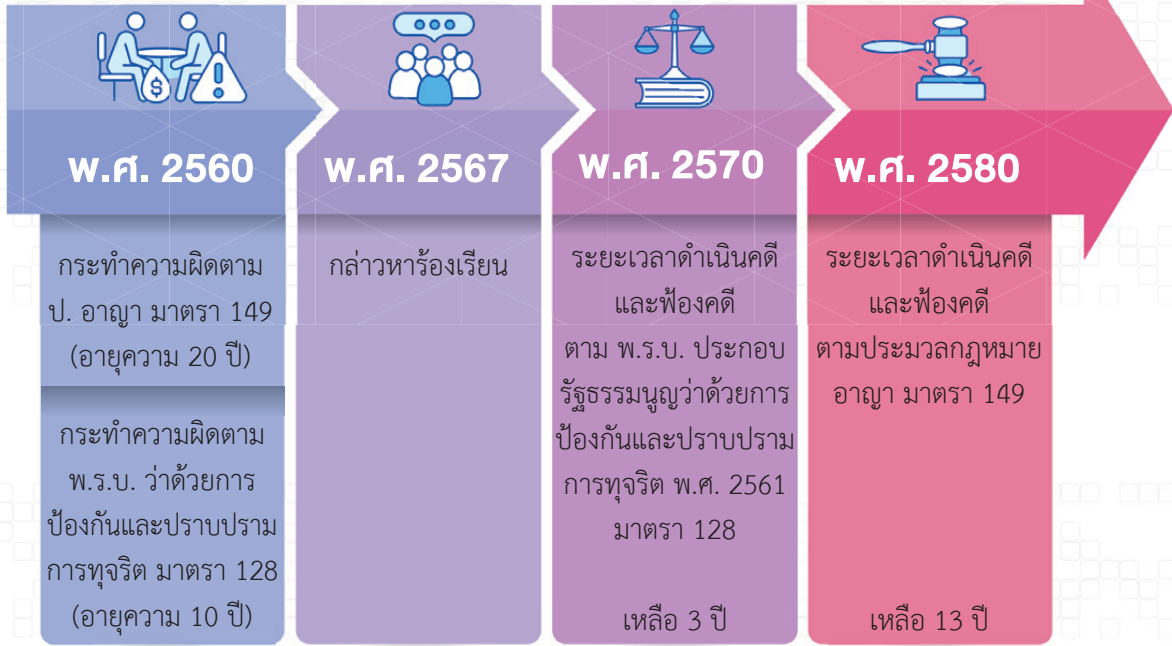 $
!
พ.ศ. 2560
กระทำความผิดตาม
ป. อาญา มาตรา 149
(อายุความ 20 ปี)
กระทำความผิดตาม
พ.ร.บ. ว่าด้วยการ
ป้องกันและปราบปราม
การทุจริต มาตรา 128
(อายุความ 10 ปี)
พ.ศ. 2567
กล่าวหาร้องเรียน
พ.ศ. 2570
ระยะเวลาดำเนินคดี
และฟ้องคดี
ตาม พ.ร.บ. ประกอบ
รัฐธรรมนูญว่าด้วยการ
ป้องกันและปราบปราม
การทุจริต พ.ศ. 2561
มาตรา 128
เหลือ 3 ปี
พ.ศ. 2580
ระยะเวลาดำเนินคดี
และฟ้องคดี
ตามประมวลกฎหมาย
อาญา มาตรา 149
เหลือ 13 ปี